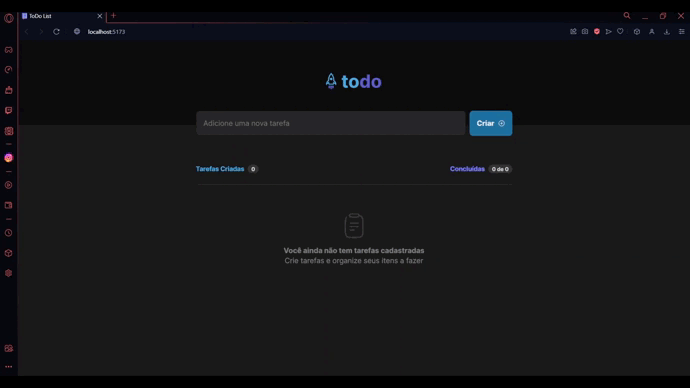 ToDo List
localhost:5173
todo
Adicione uma nova tarefa
Criar
Tarefas Criadas 0
Concluídas 0 de 0
Você ainda não tem tarefas cadastradas
Crie tarefas e organize seus itens a fazer